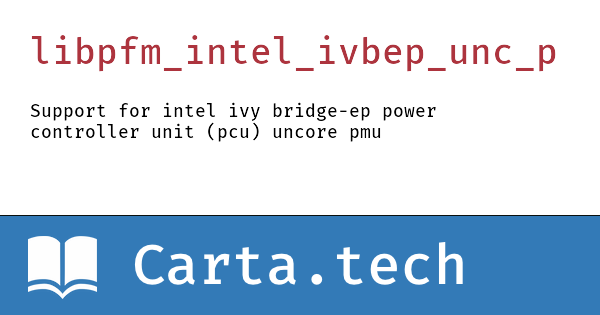 libpfm_intel_ivbep_unc_p
Support for intel ivy bridge-ep power
controller unit (pcu) uncore pmu
Carta.tech